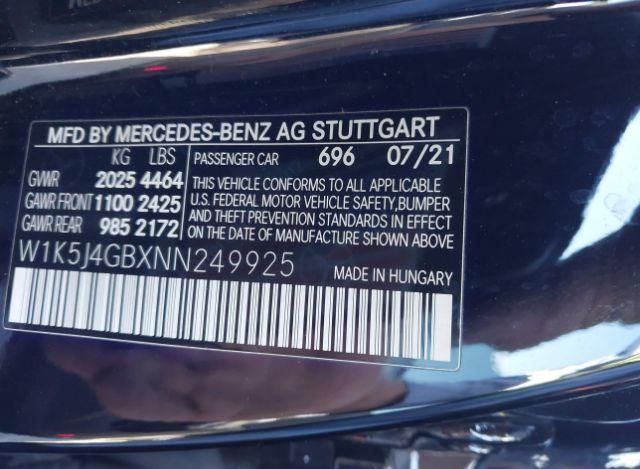 MFD BY MERCEDES-BENZ AG STUTTGART
KG LBS
GVWR 2025 4464
GAWR FRONT 1100 2425
GAWR REAR 985 2172
PASSENGER CAR 696 07/21
THIS VEHICLE CONFORMS TO ALL APPLICABLE
U.S. FEDERAL MOTOR VEHICLE SAFETY,BUMPER
AND THEFT PREVENTION STANDARDS IN EFFECT
ON THE DATE OF MANUFACTURE SHOWN ABOVE
W1K5J4GBXNN249925
MADE IN HUNGARY